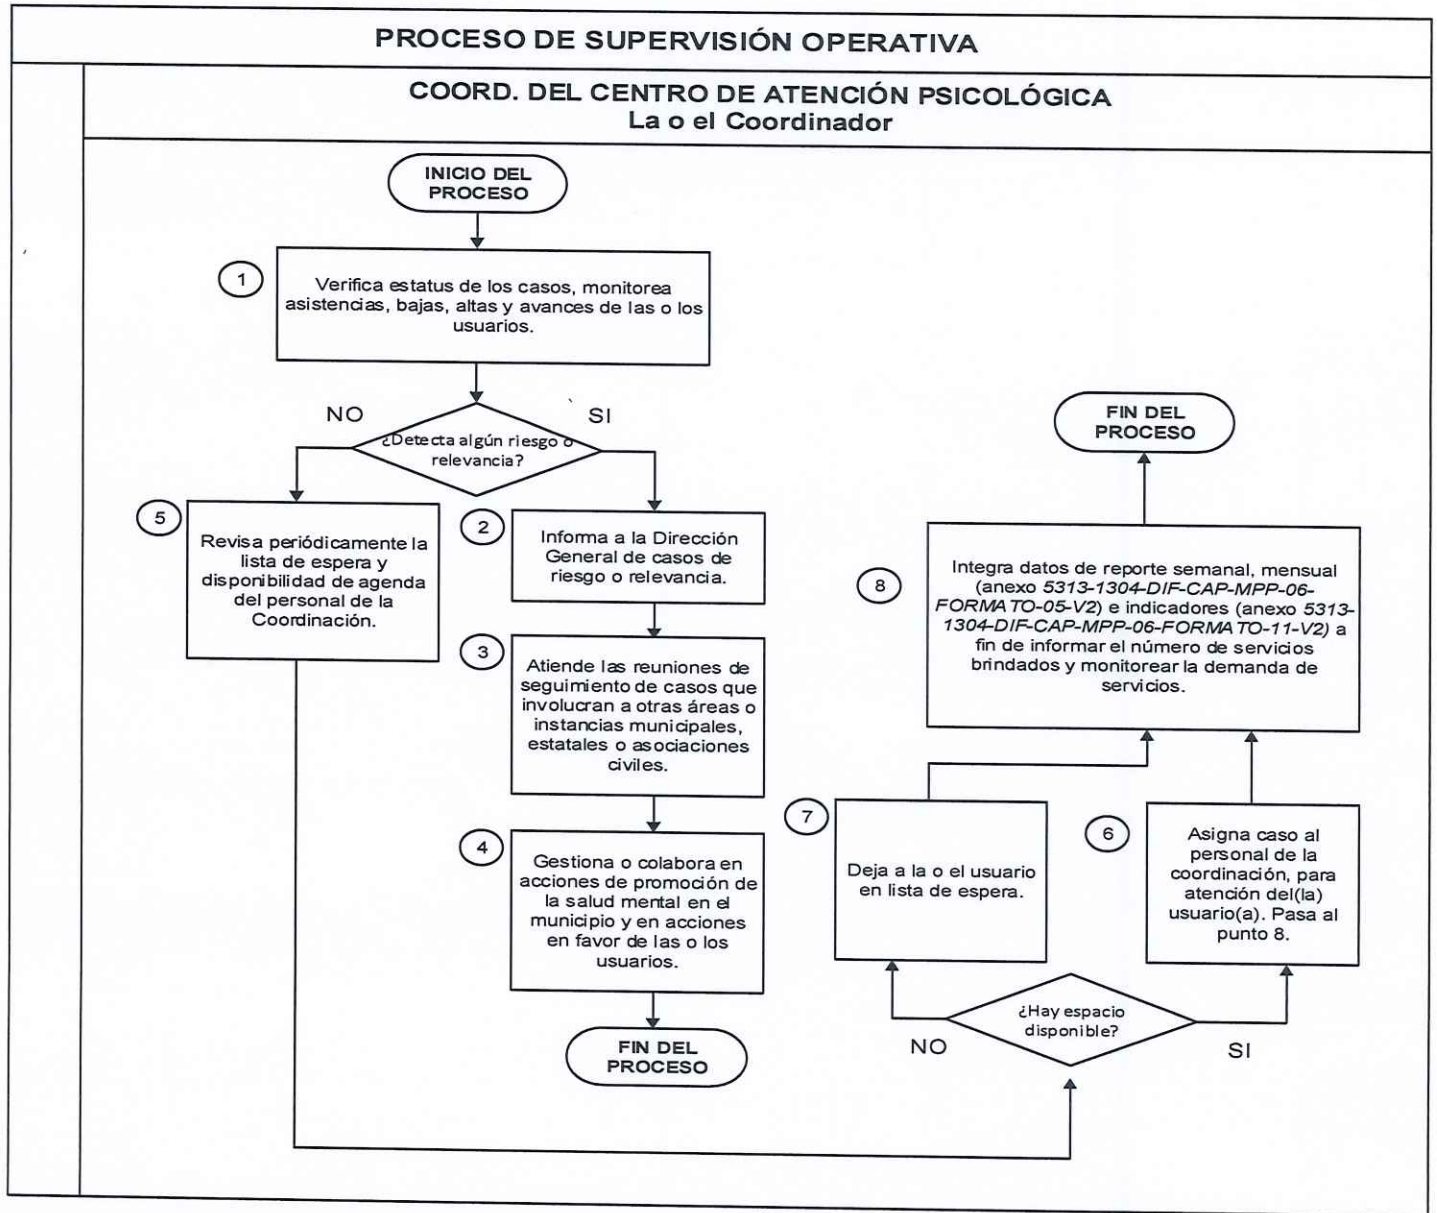 PROCESO DE SUPERVISIÓN OPERATIVA
COORD. DEL CENTRO DE ATENCIÓN PSICOLÓGICA
La o el Coordinador
INICIO DEL
PROCESO
1
Verifica estatus de los casos, monitorea
asistencias, bajas, altas y avances de las o los
usuarios.
NO
SI
¿Detecta algún riesgo o
relevancia?
5
Revisa periódicamente la
lista de espera y
disponibilidad de agenda
del personal de la
Coordinación.
2
Informa a la Dirección
General de casos de
riesgo o relevancia.
3
Atiende las reuniones de
seguimiento de casos que
involucran a otras áreas o
instancias municipales,
estatales o asociaciones
civiles.
4
Gestiona o colabora en
acciones de promoción de
la salud mental en el
municipio y en acciones
en favor de las o los
usuarios.
FIN DEL
PROCESO
FIN DEL
PROCESO
8
Integra datos de reporte semanal, mensual
(anexo 5313-1304-DIF-CAP-MPP-06-
FORMATO-05-V2) e indicadores (anexo 5313-
1304-DIF-CAP-MPP-06-FORMATO-11-V2) a
fin de informar el número de servicios
brindados y monitorear la demanda de
servicios.
7
Deja a la o el usuario
en lista de espera.
6
Asigna caso al
personal de la
coordinación, para
atención del(la)
usuario(a). Pasa al
punto 8.
¿Hay espacio
disponible?
NO
SI